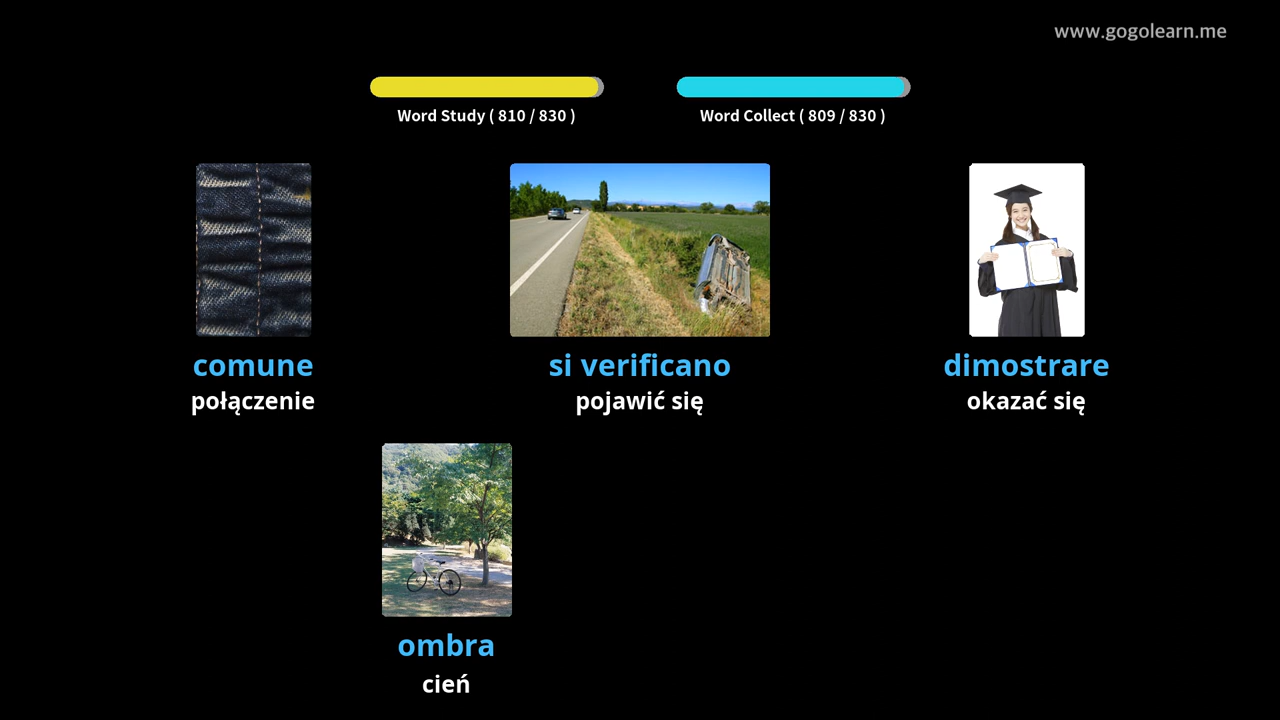 www.gogolearn.me
Word Study ( 810 / 830 )
Word Collect ( 809 / 830 )
comune
połączenie
si verificano
pojawić się
dimostrare
okazać się
ombra
cień